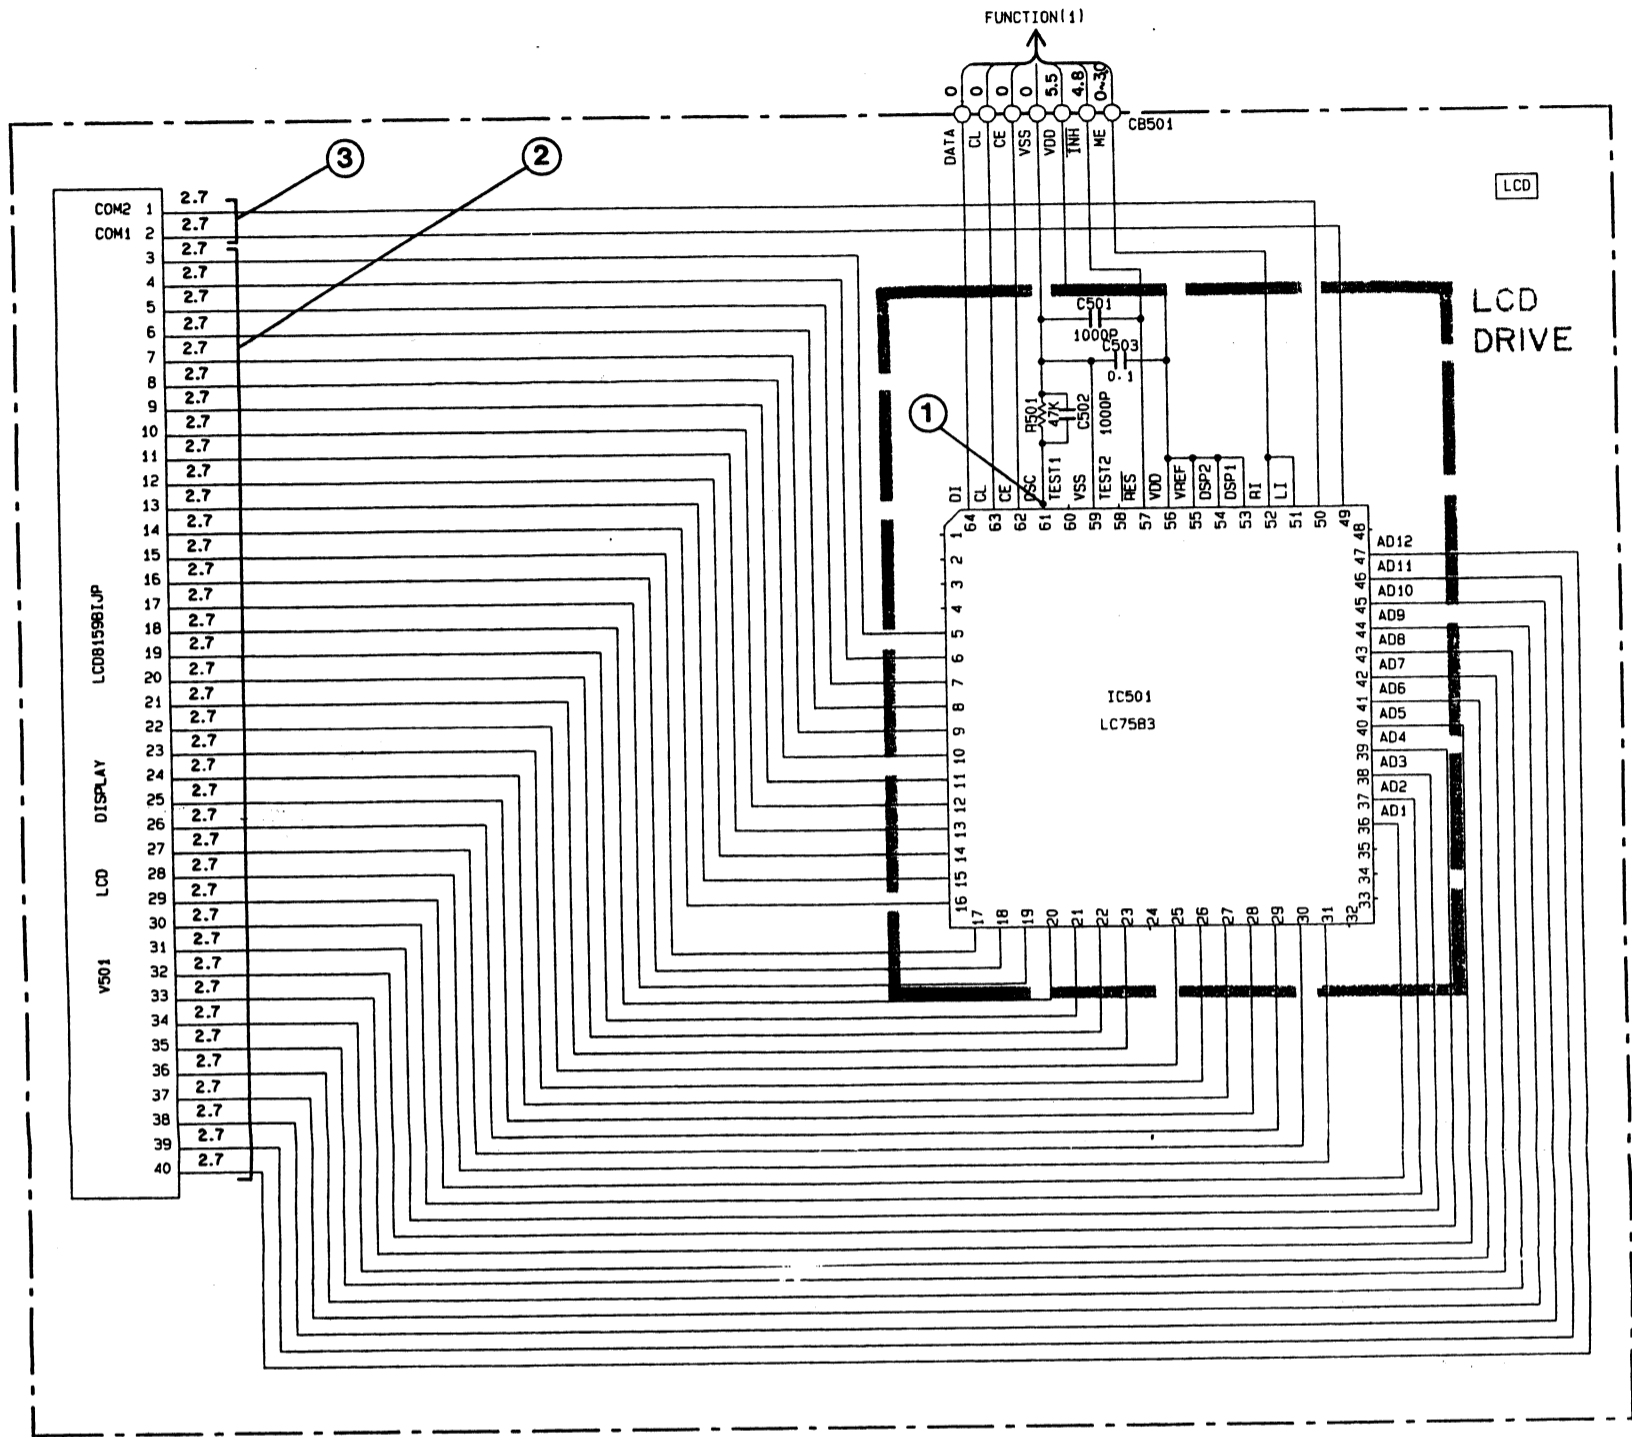 FUNCTION(1)
0 0 0 0 5.5 4.8 0~3.0
DATA CL CE VSS VDD INH ME
CB501
3
2
LCD
COM2 1 2.7
COM1 2 2.7
3 2.7
4 2.7
5 2.7
6 2.7
7 2.7
8 2.7
9 2.7
10 2.7
11 2.7
12 2.7
13 2.7
14 2.7
15 2.7
16 2.7
17 2.7
18 2.7
19 2.7
20 2.7
21 2.7
22 2.7
23 2.7
24 2.7
25 2.7
26 2.7
27 2.7
28 2.7
29 2.7
30 2.7
31 2.7
32 2.7
33 2.7
34 2.7
35 2.7
36 2.7
37 2.7
38 2.7
39 2.7
40 2.7
V501 LCD DISPLAY LCD8159BIJP
LCD
DRIVE
C501
1000P
C503
0.1
R501
47K
C502
1000P
1
DI CL CE OSC TEST1 VSS TEST2 RES VDD VREF DSP2 DSP1 RI LI
64 63 62 61 60 59 58 57 56 55 54 53 52 51 50 49
1
2
3
4
5
6
7
8
9
10
11
12
13
14
15
16
IC501
LC7583
48
47 AD12
46 AD11
45 AD10
44 AD9
43 AD8
42 AD7
41 AD6
40 AD5
39 AD4
38 AD3
37 AD2
36 AD1
35
34
33
17 18 19 20 21 22 23 24 25 26 27 28 29 30 31 32